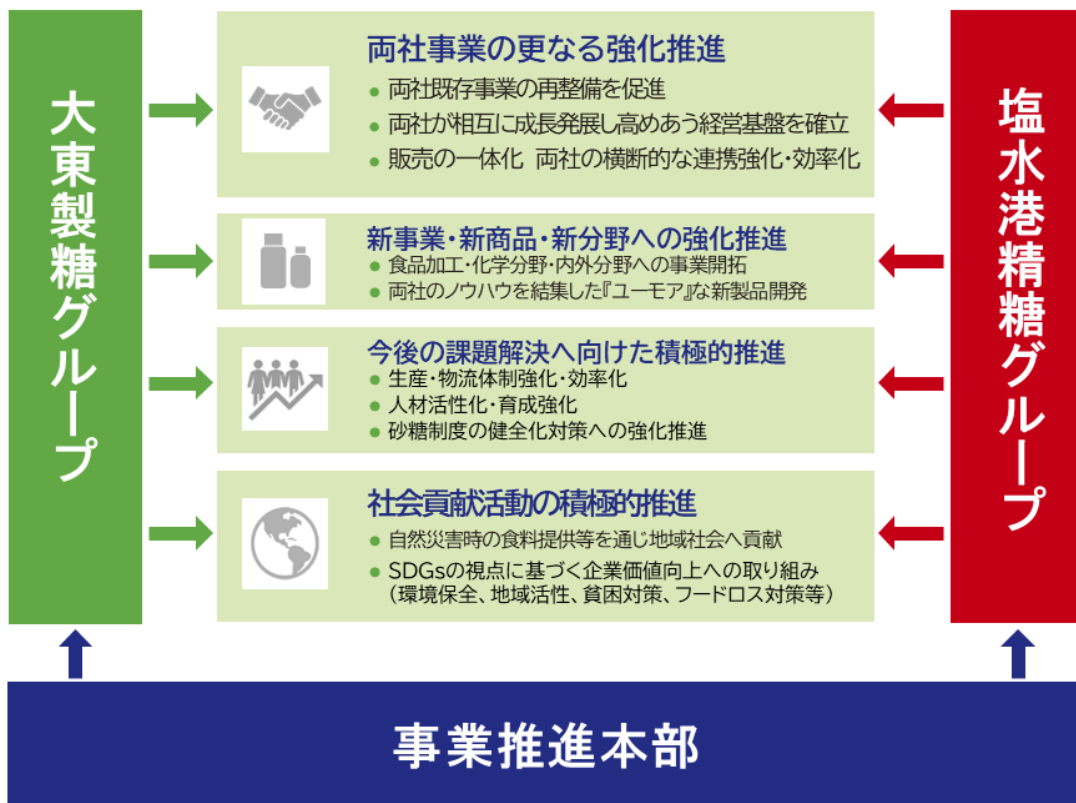 大東製糖グループ
両社事業の更なる強化推進
● 両社既存事業の再整備を促進
● 両社が相互に成長発展し高めあう経営基盤を確立
● 販売の一体化 両社の横断的な連携強化・効率化
新事業・新商品・新分野への強化推進
● 食品加工・化学分野・内外分野への事業開拓
● 両社のノウハウを結集した『ユーモア』な新製品開発
今後の課題解決へ向けた積極的推進
● 生産・物流体制強化・効率化
● 人材活性化・育成強化
● 砂糖制度の健全化対策への強化推進
社会貢献活動の積極的推進
● 自然災害時の食料提供等を通じ地域社会へ貢献
● SDGsの視点に基づく企業価値向上への取り組み
（環境保全、地域活性、貧困対策、フードロス対策等）
塩水港精糖グループ
事業推進本部